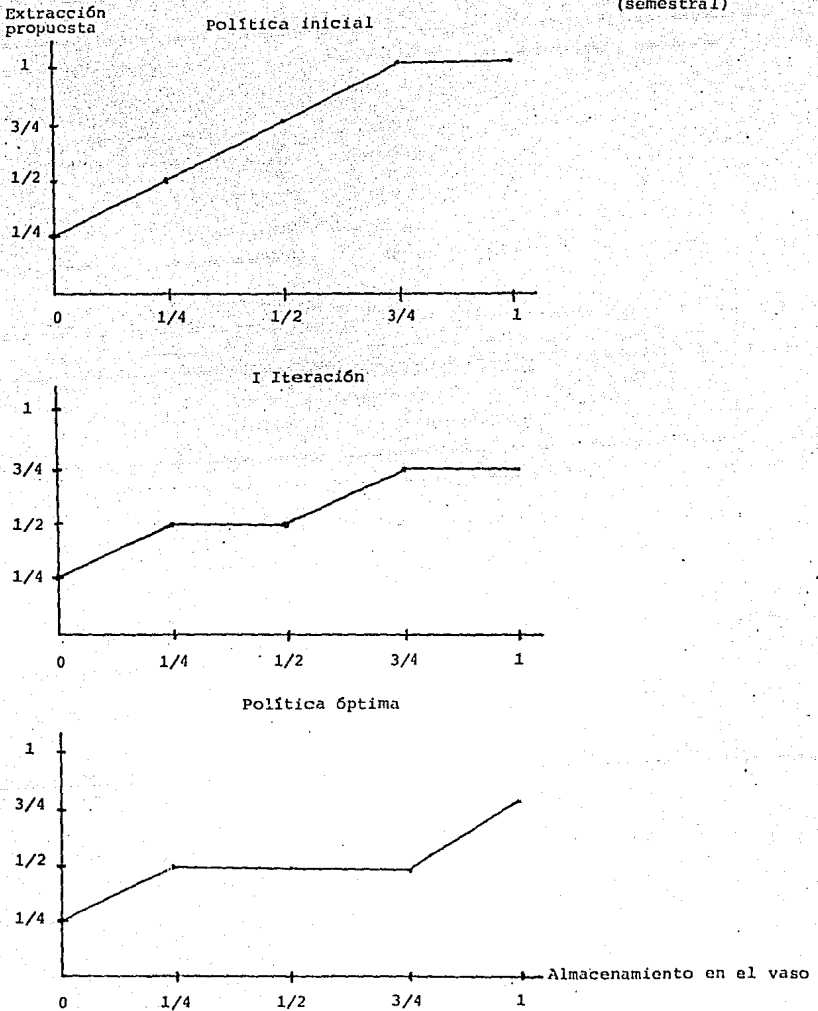 (semestral)
Extracción
propuesta
Política inicial
1
3/4
1/2
1/4
0 1/4 1/2 3/4 1
I Iteración
1
3/4
1/2
1/4
0 1/4 1/2 3/4 1
Política óptima
1
3/4
1/2
1/4
Almacenamiento en el vaso
0 1/4 1/2 3/4 1